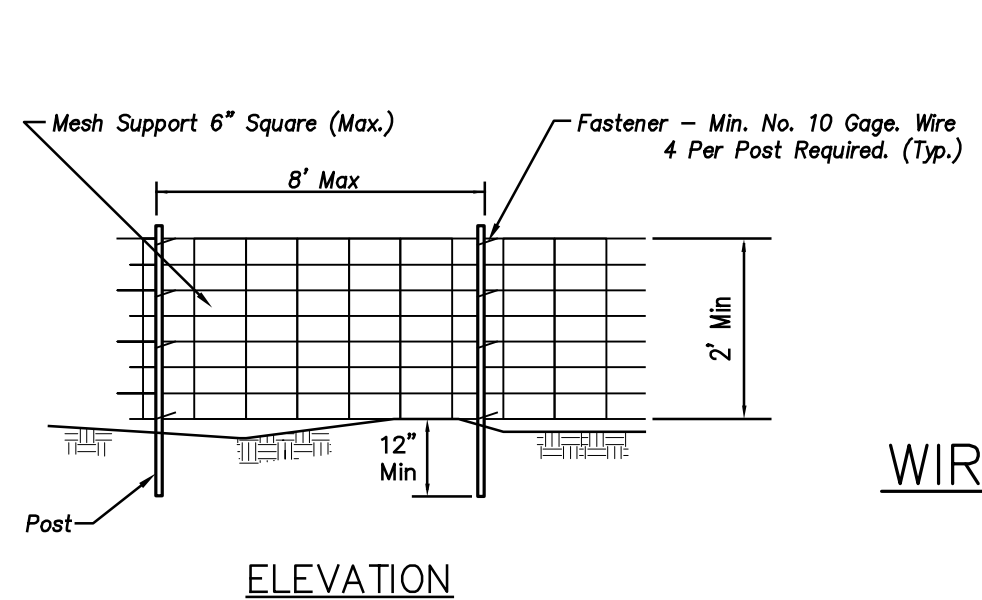 Mesh Support 6" Square (Max.)
Fastener - Min. No. 10 Gage. Wire
4 Per Post Required. (Typ.)
8' Max
2' Min
12"
Min
WIR
Post
ELEVATION